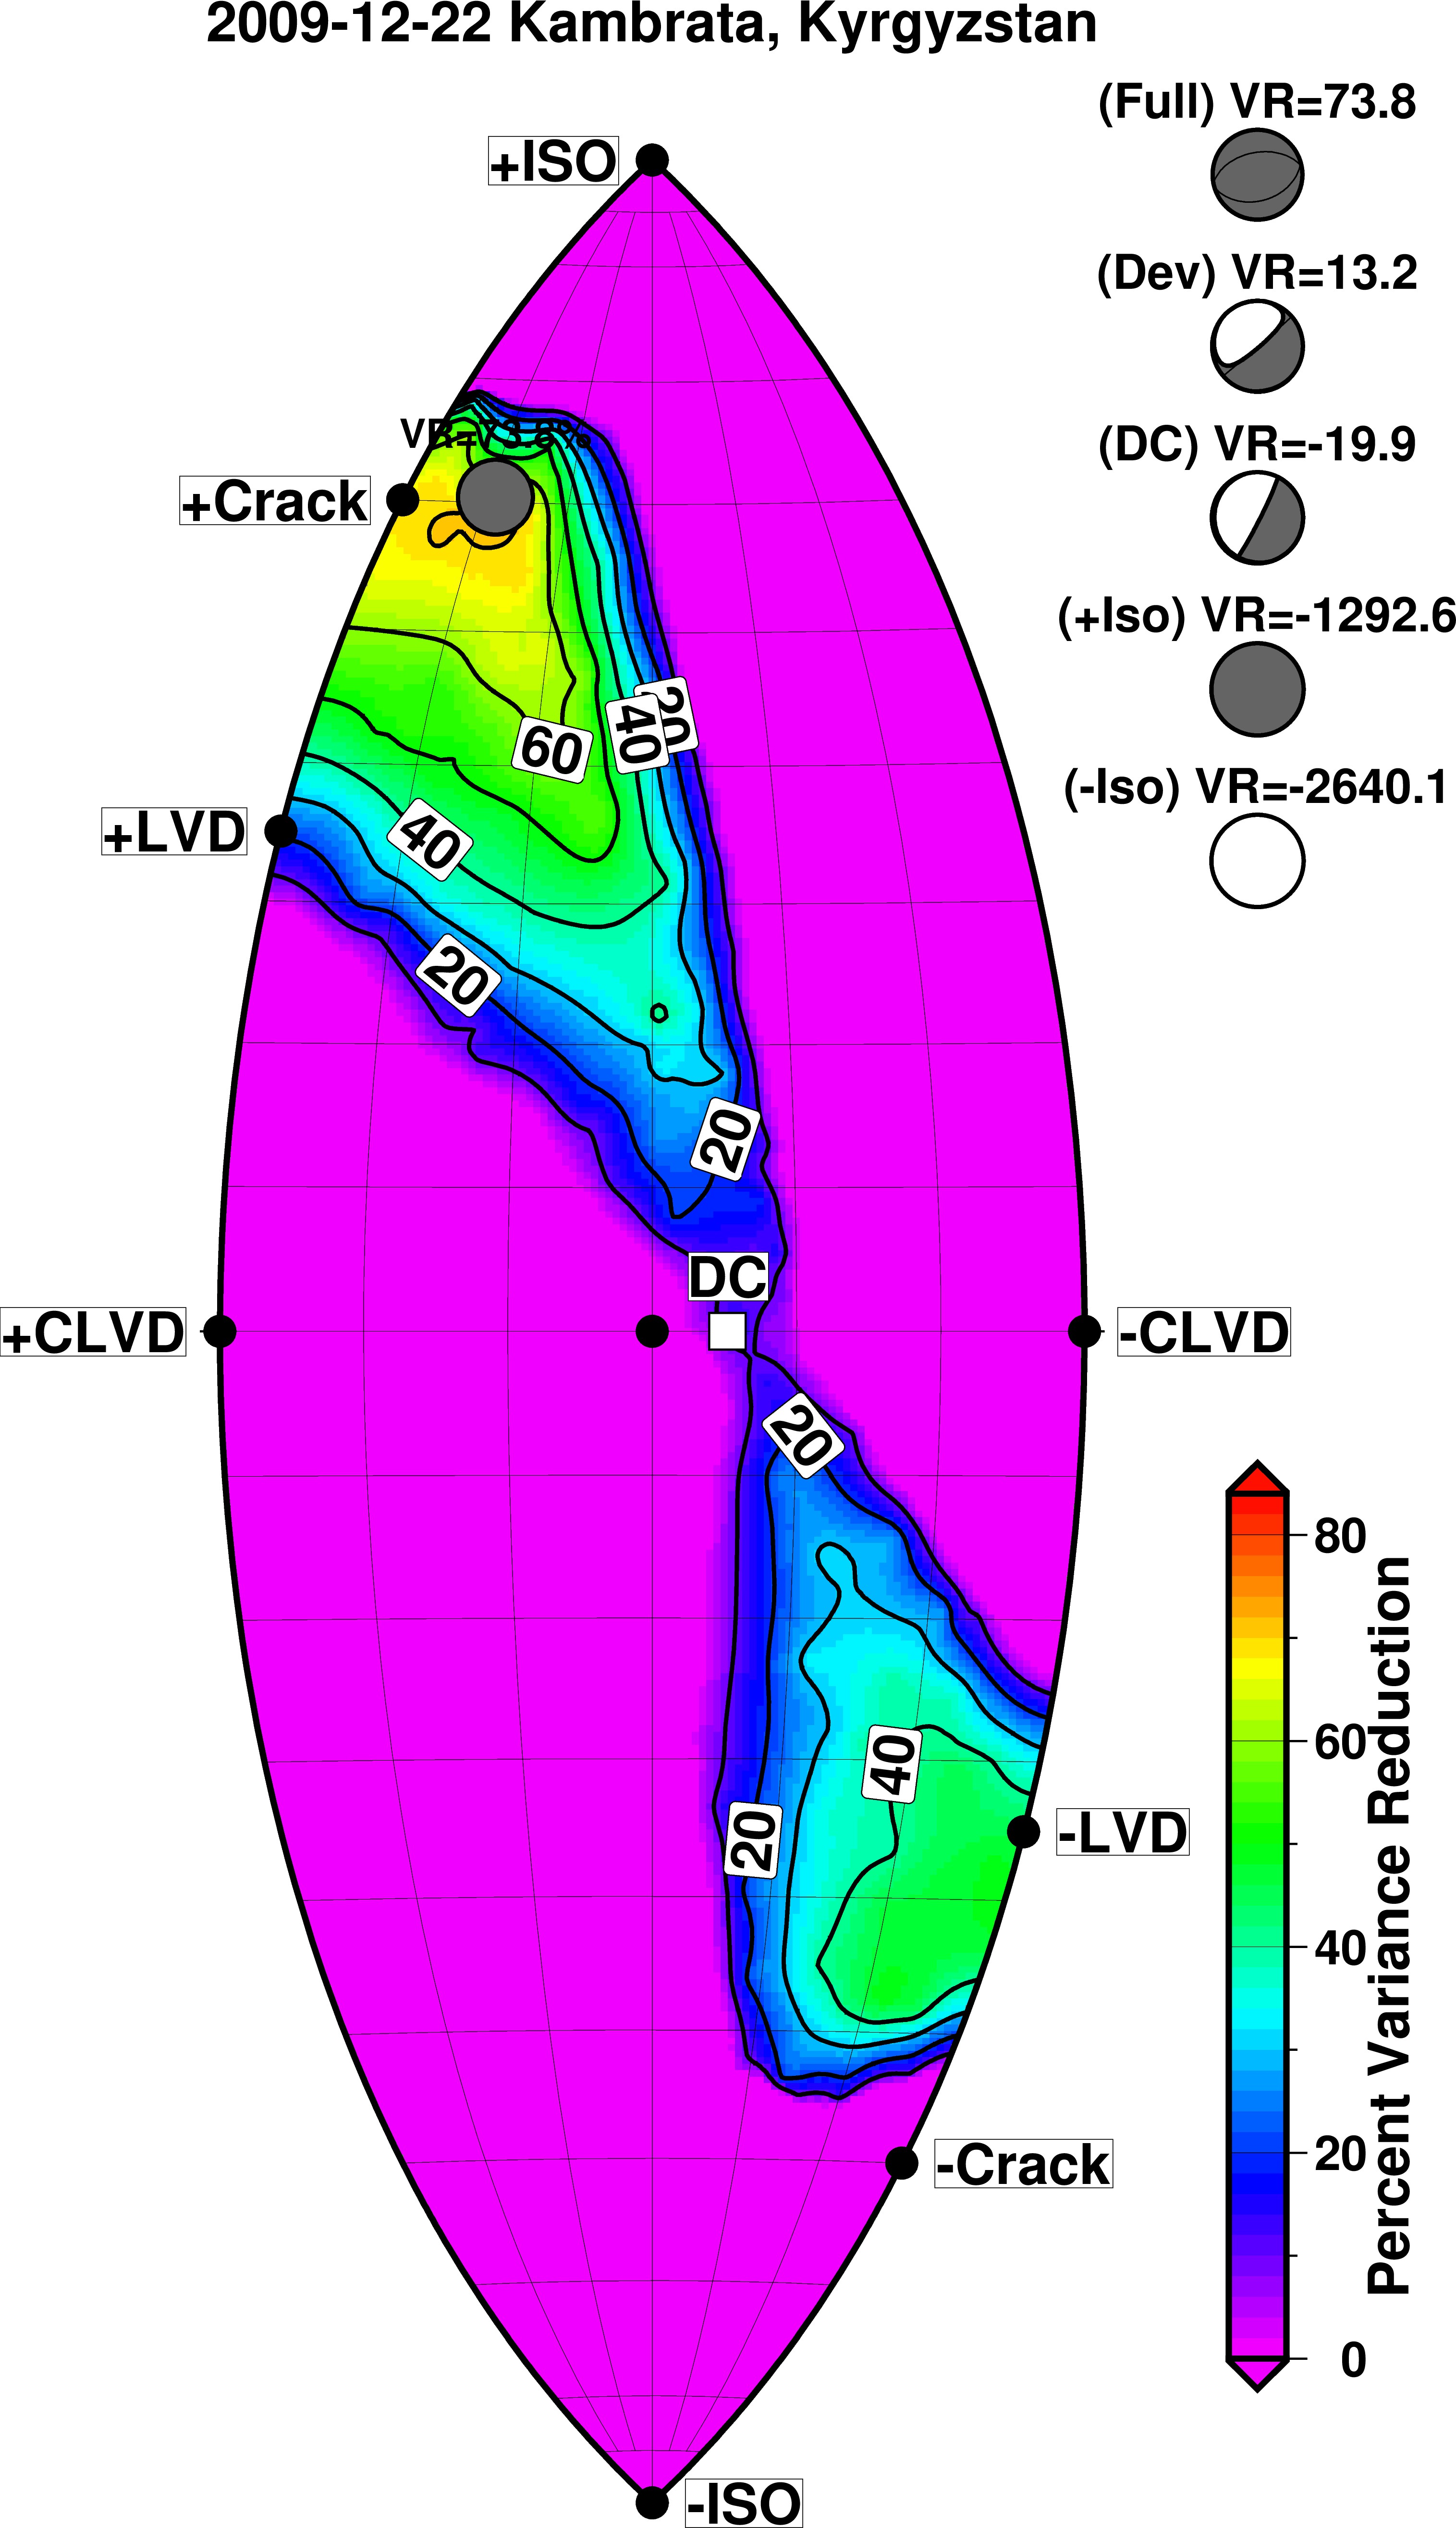 2009-12-22 Kambrata, Kyrgyzstan
(Full) VR=73.8
+ISO
(Dev) VR=13.2
VR=73.8%
(DC) VR=-19.9
+Crack
(+Iso) VR=-1292.6
20
40
60
(-Iso) VR=-2640.1
+LVD
40
20
20
DC
+CLVD
-CLVD
20
80
60
40
20
-LVD
40
Percent Variance Reduction
20
-Crack
0
-ISO